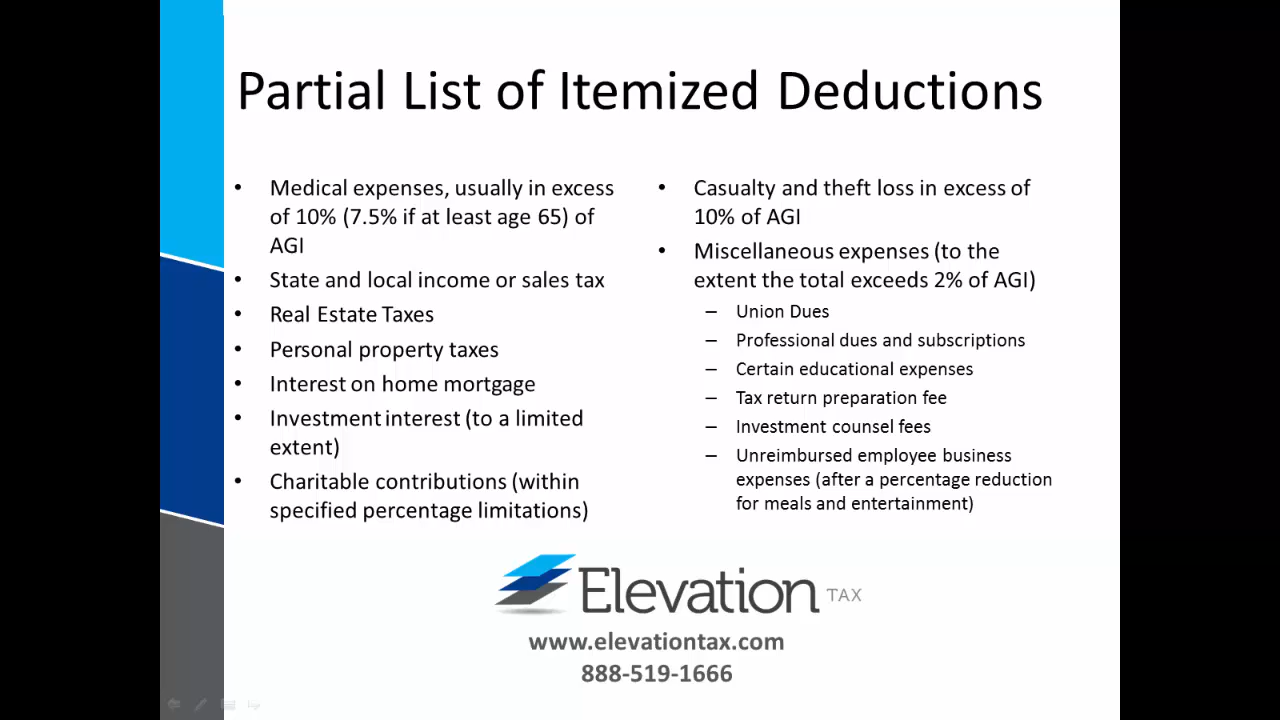 Partial List of Itemized Deductions
• Medical expenses, usually in excess
of 10% (7.5% if at least age 65) of
AGI
• State and local income or sales tax
• Real Estate Taxes
• Personal property taxes
• Interest on home mortgage
• Investment interest (to a limited
extent)
• Charitable contributions (within
specified percentage limitations)
• Casualty and theft loss in excess of
10% of AGI
• Miscellaneous expenses (to the
extent the total exceeds 2% of AGI)
– Union Dues
– Professional dues and subscriptions
– Certain educational expenses
– Tax return preparation fee
– Investment counsel fees
– Unreimbursed employee business
expenses (after a percentage reduction
for meals and entertainment)
Elevation TAX
www.elevationtax.com
888-519-1666